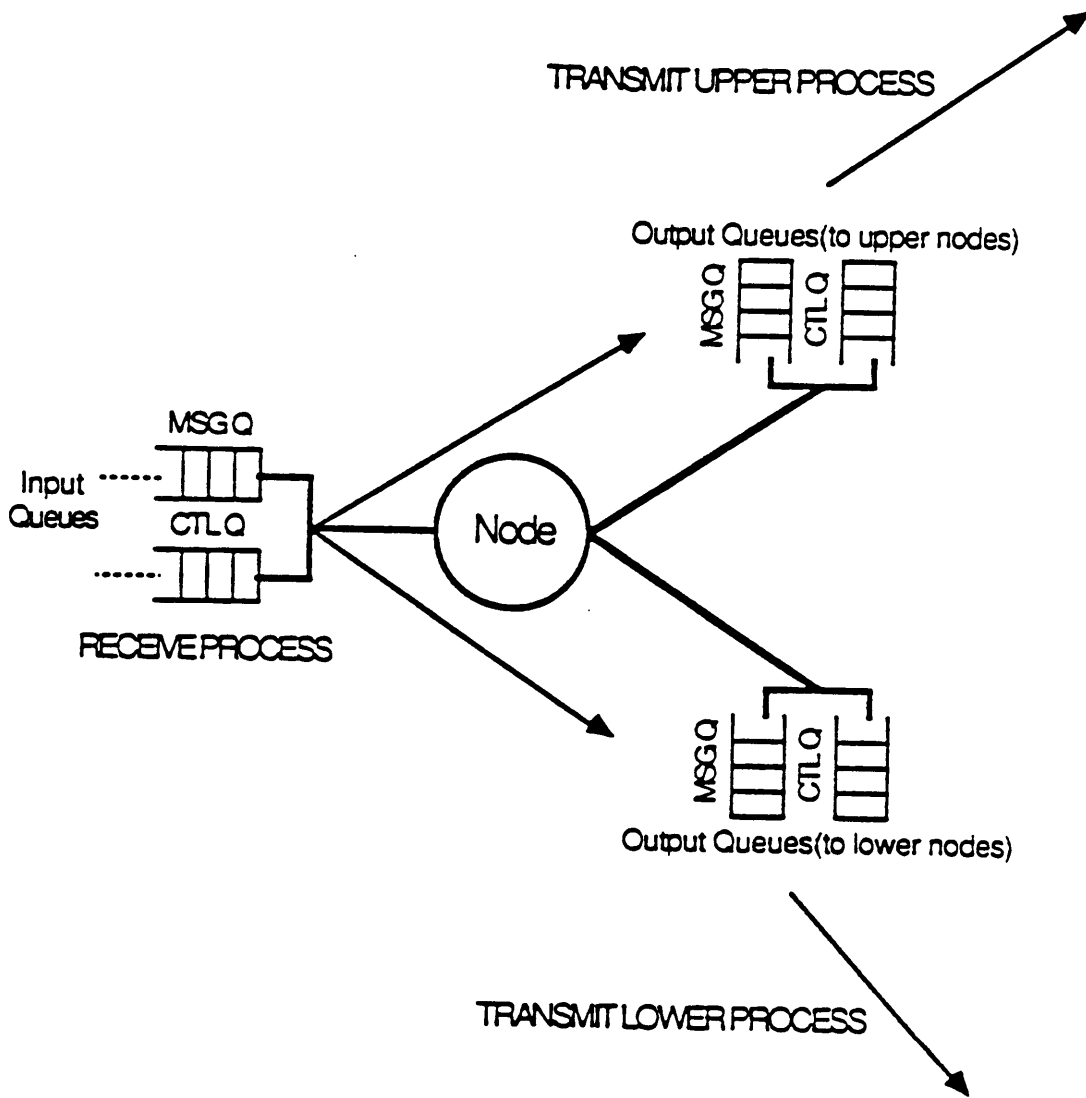 TRANSMIT UPPER PROCESS
Output Queues(to upper nodes)
MSG Q
CTL Q
MSG Q
Input
Queues
CTL Q
Node
RECEIVE PROCESS
MSG Q
CTL Q
Output Queues(to lower nodes)
TRANSMIT LOWER PROCESS